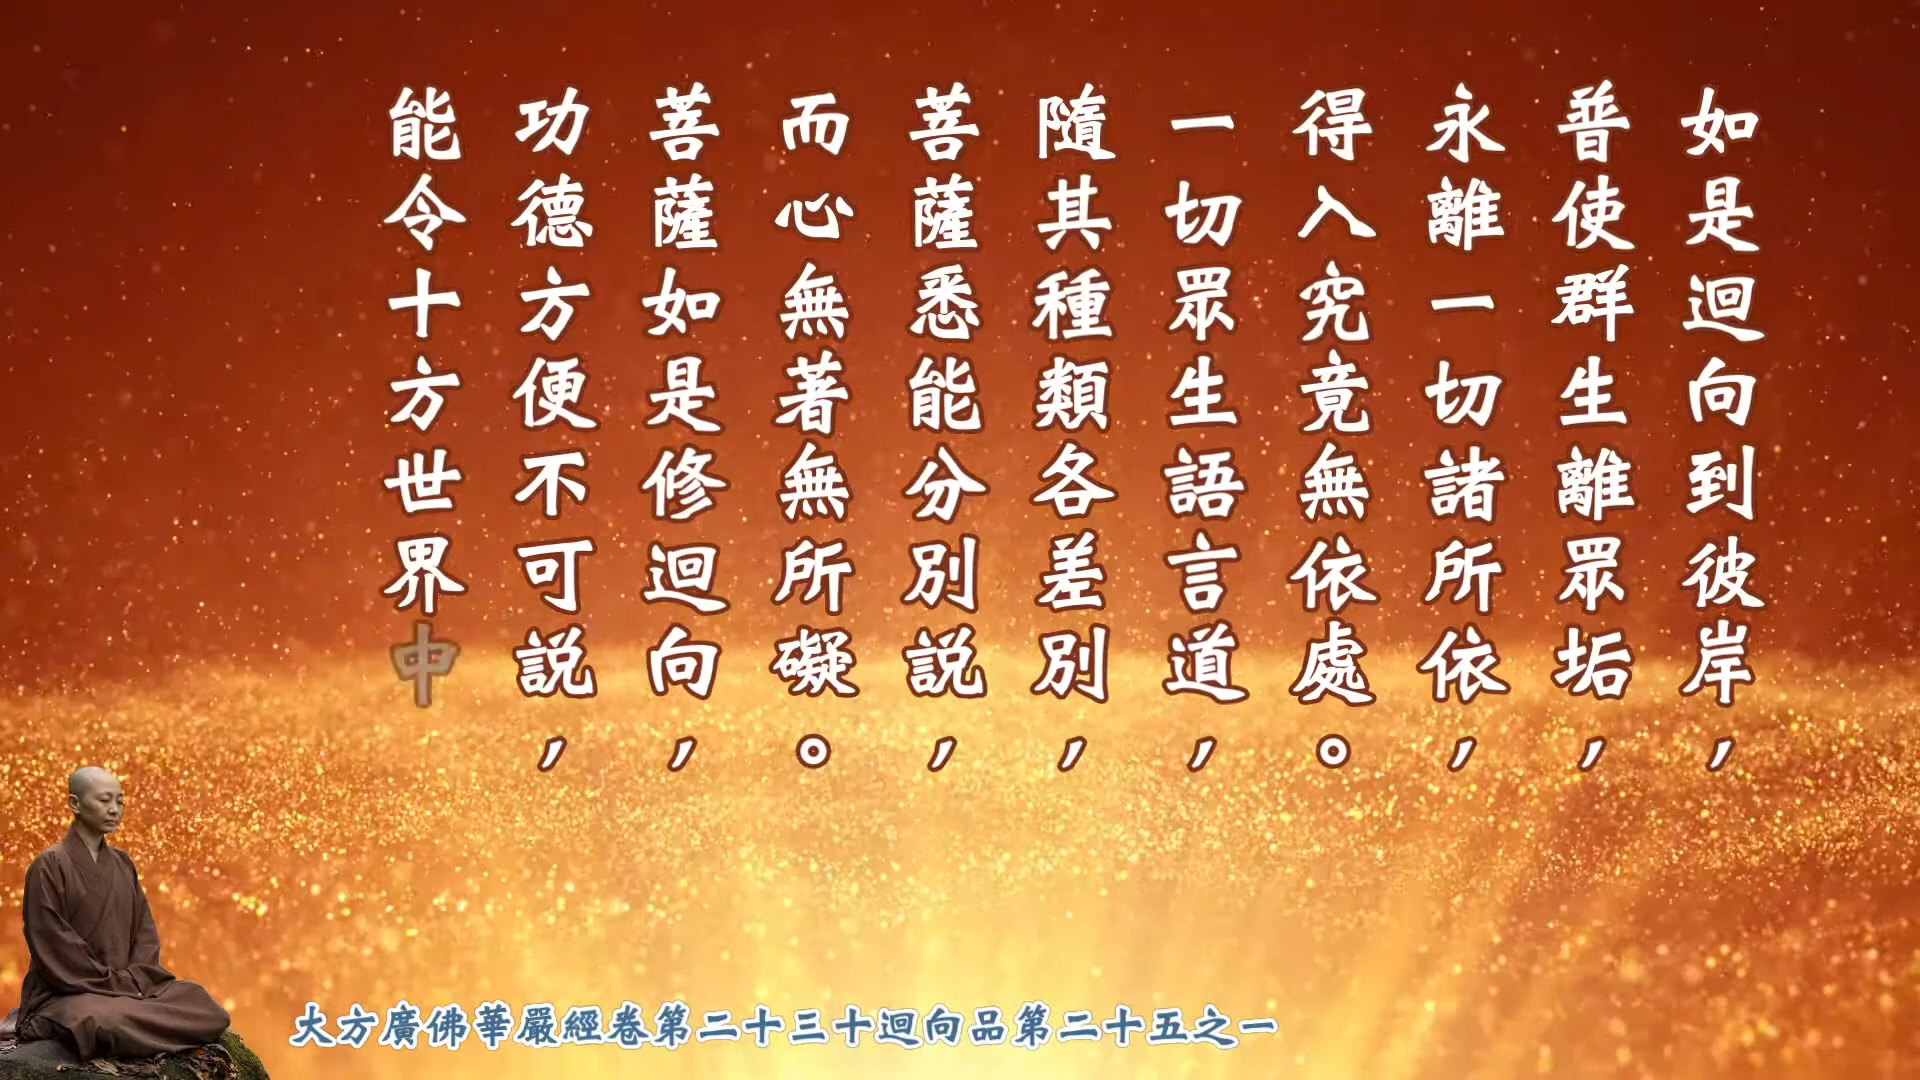 如是迴向到彼岸，
普使群生離眾垢，
永離一切諸所依，
得入究竟無依處。
一切眾生語言道，
隨其種類各差別，
菩薩悉能分別説，
而心無著無所礙。
菩薩如是修迴向，
功德方便不可説，
能令十方世界中
大方廣佛華嚴經卷第二十三十迴向品第二十五之一